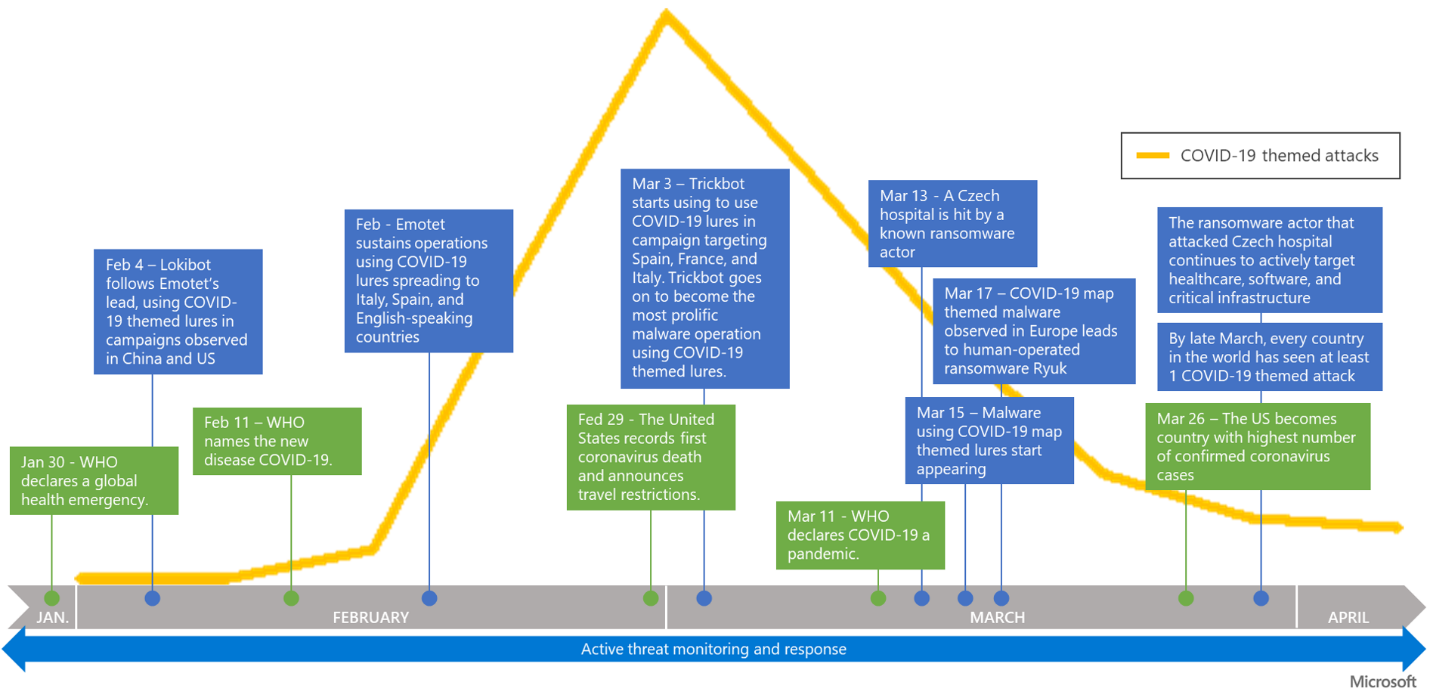 COVID-19 themed attacks
Jan 30 - WHO
declares a global
health emergency.
Feb 4 – Lokibot
follows Emotet's
lead, using COVID-
19 themed lures in
campaigns observed
in China and US
Feb 11 – WHO
names the new
disease COVID-19.
Feb - Emotet
sustains operations
using COVID-19
lures spreading to
Italy, Spain, and
English-speaking
countries
Fed 29 - The United
States records first
coronavirus death
and announces
travel restrictions.
Mar 3 – Trickbot
starts using to use
COVID-19 lures in
campaign targeting
Spain, France, and
Italy. Trickbot goes
on to become the
most prolific
malware operation
using COVID-19
themed lures.
Mar 11 - WHO
declares COVID-19 a
pandemic.
Mar 13 - A Czech
hospital is hit by a
known ransomware
actor
Mar 15 – Malware
using COVID-19 map
themed lures start
appearing
Mar 17 – COVID-19 map
themed malware
observed in Europe leads
to human-operated
ransomware Ryuk
The ransomware actor that
attacked Czech hospital
continues to actively target
healthcare, software, and
critical infrastructure
By late March, every country
in the world has seen at least
1 COVID-19 themed attack
Mar 26 – The US becomes
country with highest number
of confirmed coronavirus
cases
JAN.
FEBRUARY
MARCH
APRIL
Active threat monitoring and response
Microsoft